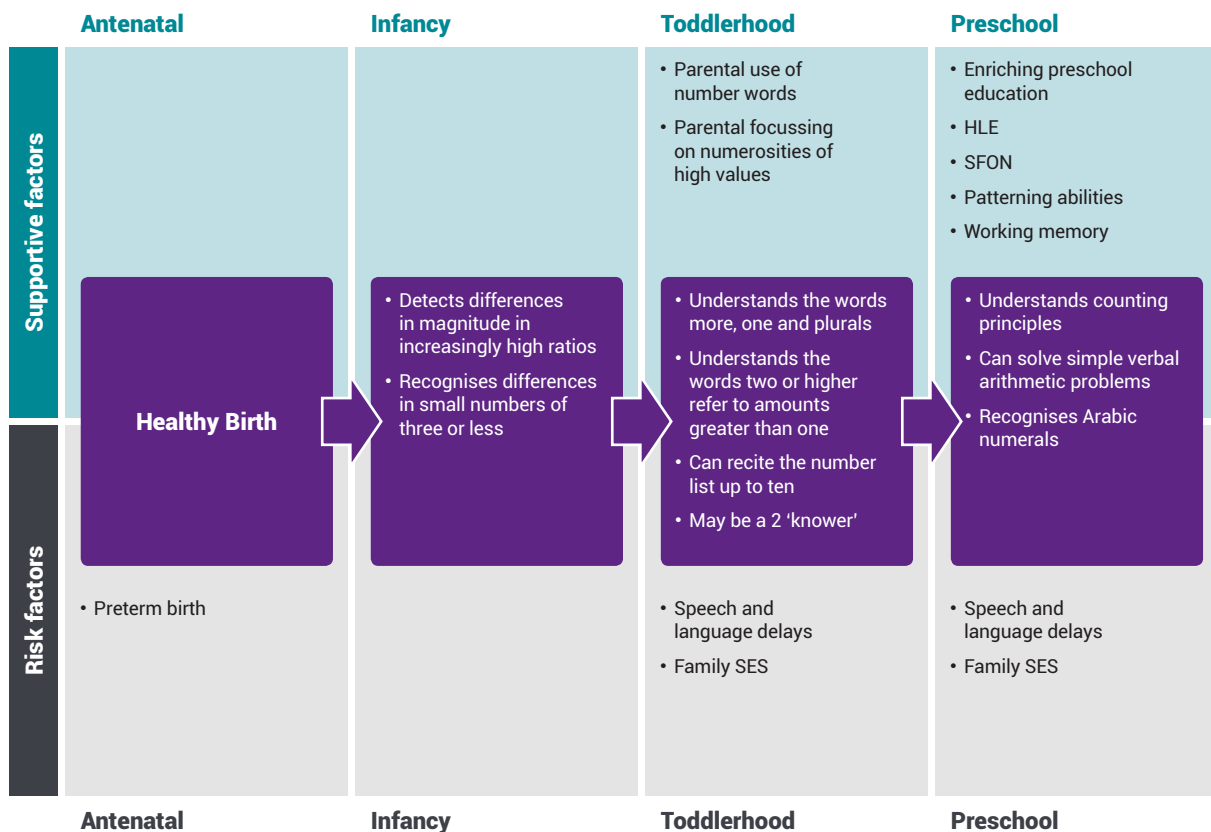 Antenatal
Infancy
Toddlerhood
Preschool
Supportive factors
• Parental use of
number words
• Parental focussing
on numerosities of
high values
• Enriching preschool
education
• HLE
• SFON
• Patterning abilities
• Working memory
Healthy Birth
• Detects differences
in magnitude in
increasingly high ratios
• Recognises differences
in small numbers of
three or less
• Understands the words
more, one and plurals
• Understands the
words two or higher
refer to amounts
greater than one
• Can recite the number
list up to ten
• May be a 2 ‘knower’
• Understands counting
principles
• Can solve simple verbal
arithmetic problems
• Recognises Arabic
numerals
Risk factors
• Preterm birth
• Speech and
language delays
• Family SES
• Speech and
language delays
• Family SES
Antenatal
Infancy
Toddlerhood
Preschool